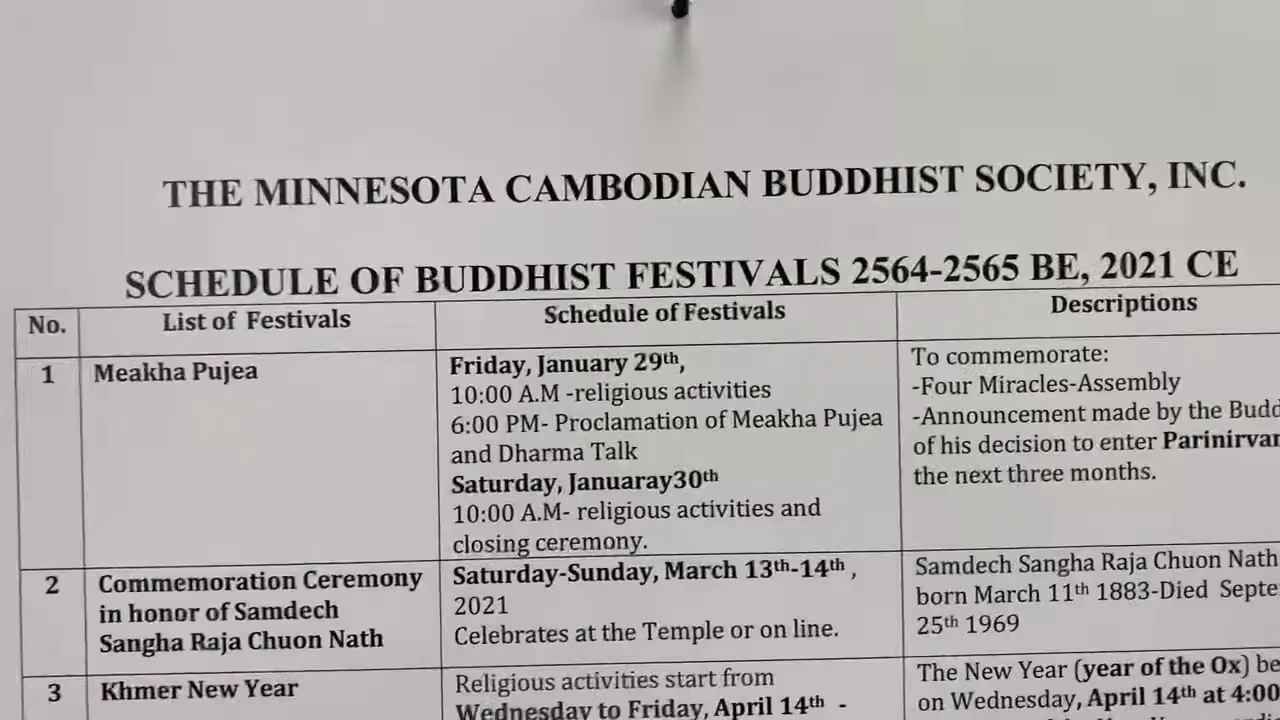 THE MINNESOTA CAMBODIAN BUDDHIST SOCIETY, INC.
SCHEDULE OF BUDDHIST FESTIVALS 2564-2565 BE, 2021 CE
No.
List of Festivals
Schedule of Festivals
Descriptions
1
Meakha Pujea
Friday, January 29th,
10:00 A.M -religious activities
6:00 PM- Proclamation of Meakha Pujea
and Dharma Talk
Saturday, Januaray30th
10:00 A.M- religious activities and
closing ceremony.
To commemorate:
-Four Miracles-Assembly
-Announcement made by the
of his decision to enter
the next three months.
2
Commemoration Ceremony
in honor of Samdech
Sangha Raja Chuon Nath
Saturday-Sunday, March 13th-14th ,
2021
Celebrates at the Temple or on line.
Samdech Sangha Raja Chuon Nath
born March 11th 1883-Died
25th 1969
3
Khmer New Year
Religious activities start from
Wednesday to Friday, April 14th -
The New Year (year of the Ox)
on Wednesday, April 14th at 4:00